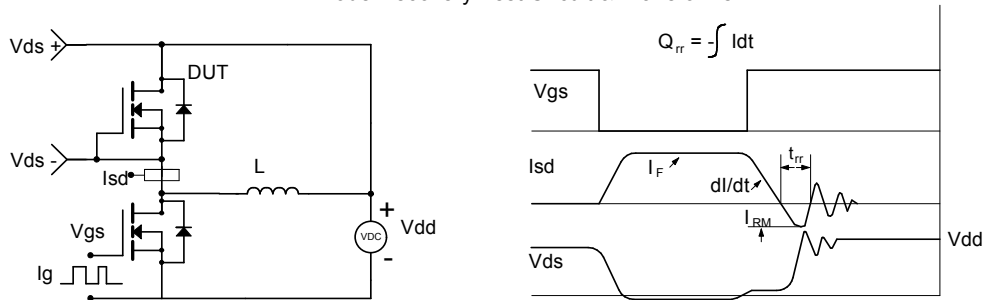 Vds +
DUT
Vds -
Isd
L
Vgs
Ig
+
VDC
-
Vdd
Q_rr = -∫ Idt
Vgs
Isd
I_F
dI/dt
t_rr
I_RM
Vds
Vdd